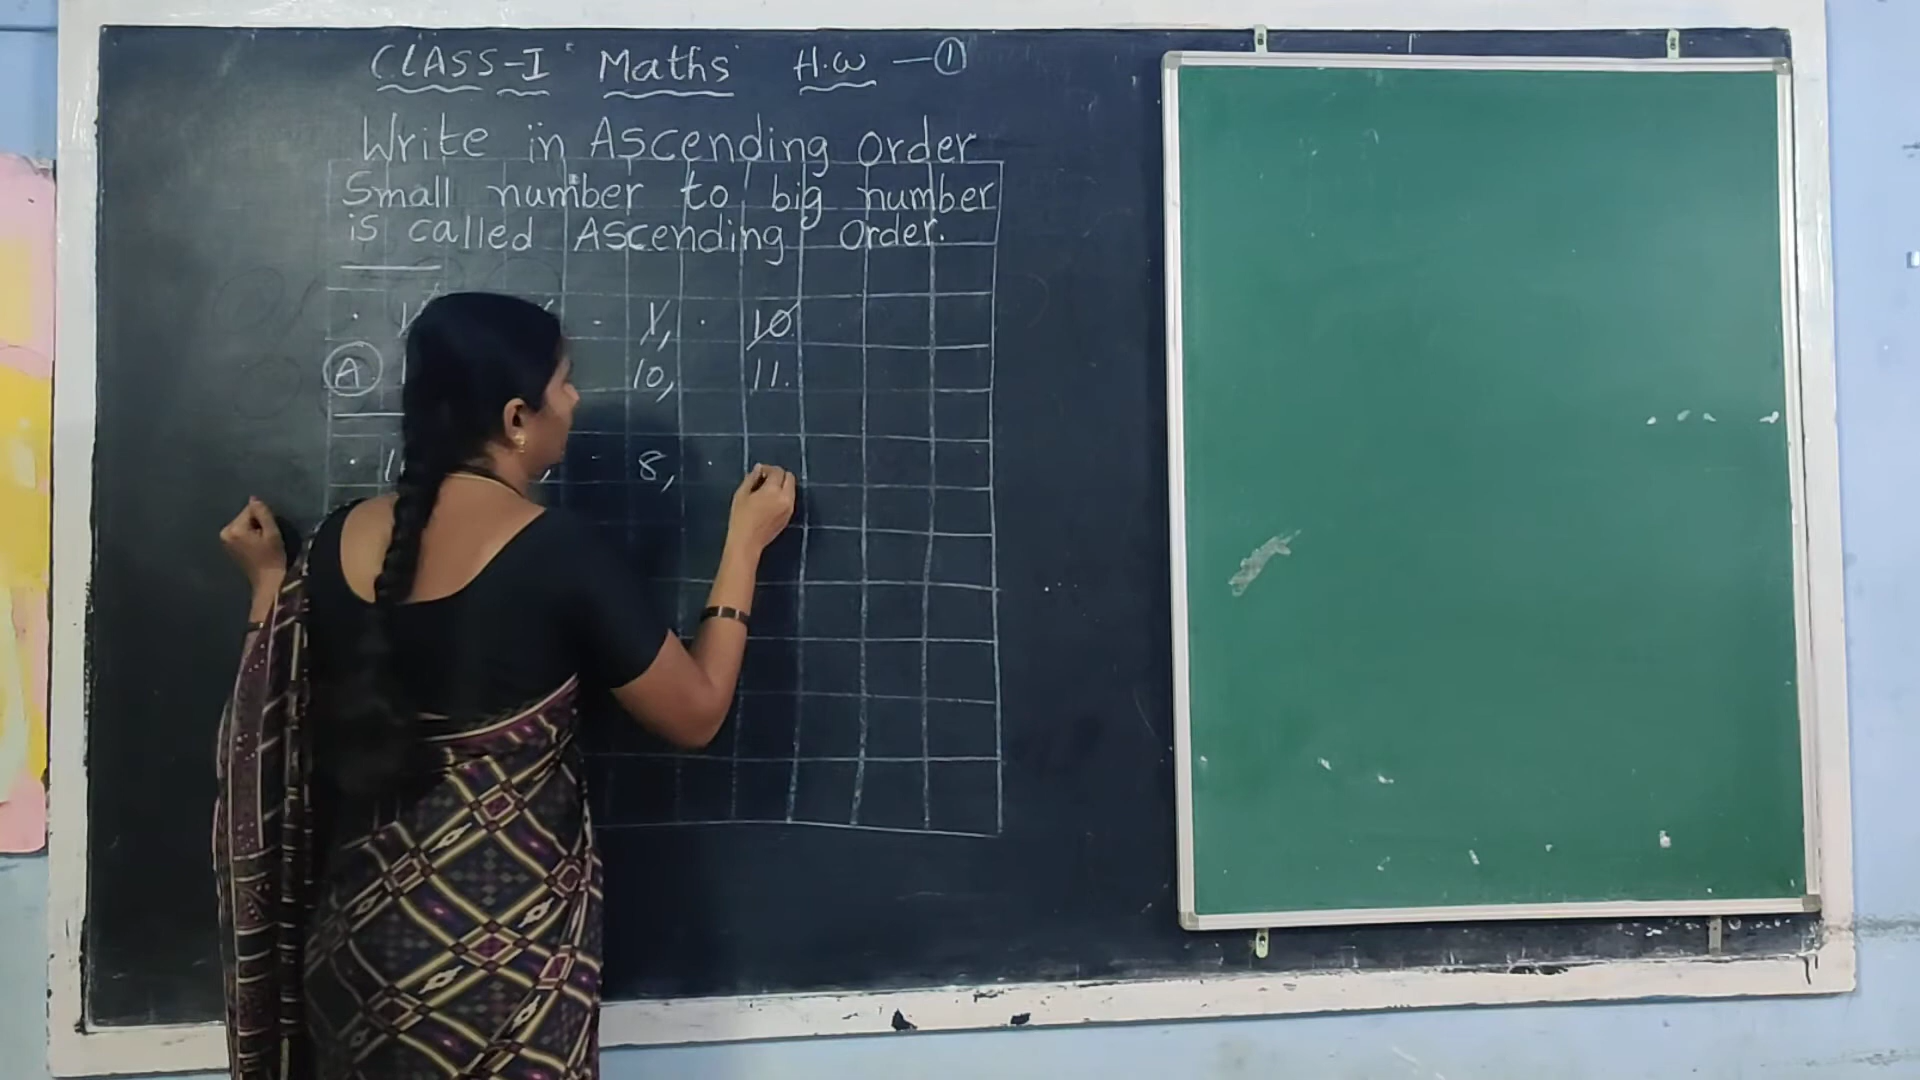 CLASS-I Maths H.W - ①
Write in Ascending order
Small number to big number
is called Ascending Order.
1, 10
A 10, 11.
8,